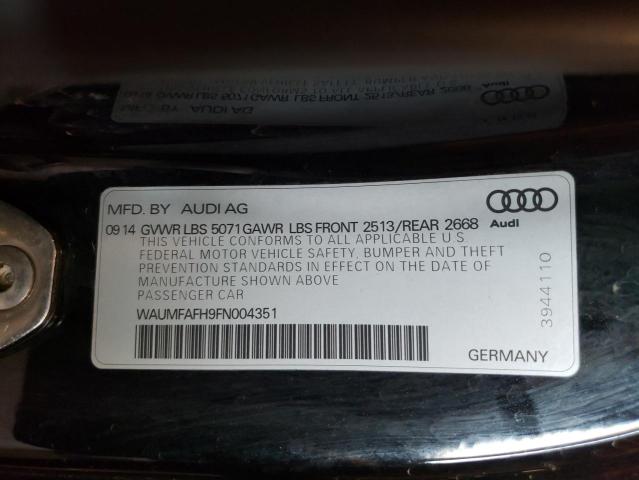 MFD. BY AUDI AG
09 14 GVWR LBS 5071 GAWR LBS FRONT 2513/REAR 2668
Audi
THIS VEHICLE CONFORMS TO ALL APPLICABLE U.S.
FEDERAL MOTOR VEHICLE SAFETY, BUMPER AND THEFT
PREVENTION STANDARDS IN EFFECT ON THE DATE OF
MANUFACTURE SHOWN ABOVE
PASSENGER CAR
WAUMFAFH9FN004351
3944110
GERMANY